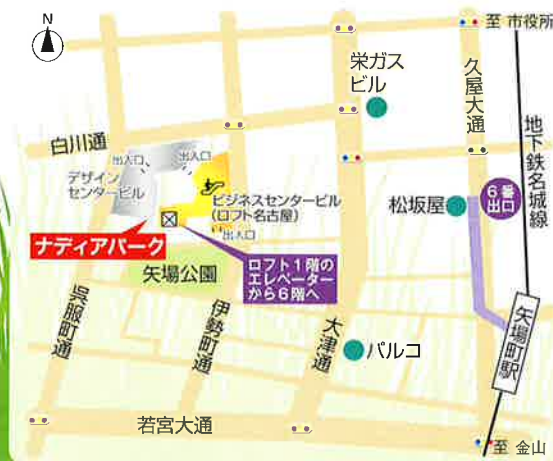 N
至 市役所
栄ガス
ビル
久屋大通
地下鉄名城線
白川通
出入口
出入口
デザイン
センタービル
ビジネスセンタービル
(ロフト名古屋)
出入口
松坂屋
6番
出口
ナディアパーク
ロフト1階の
エレベーター
から6階へ
矢場公園
呉服町通
伊勢町通
大津通
パルコ
矢場町駅
若宮大通
至 金山